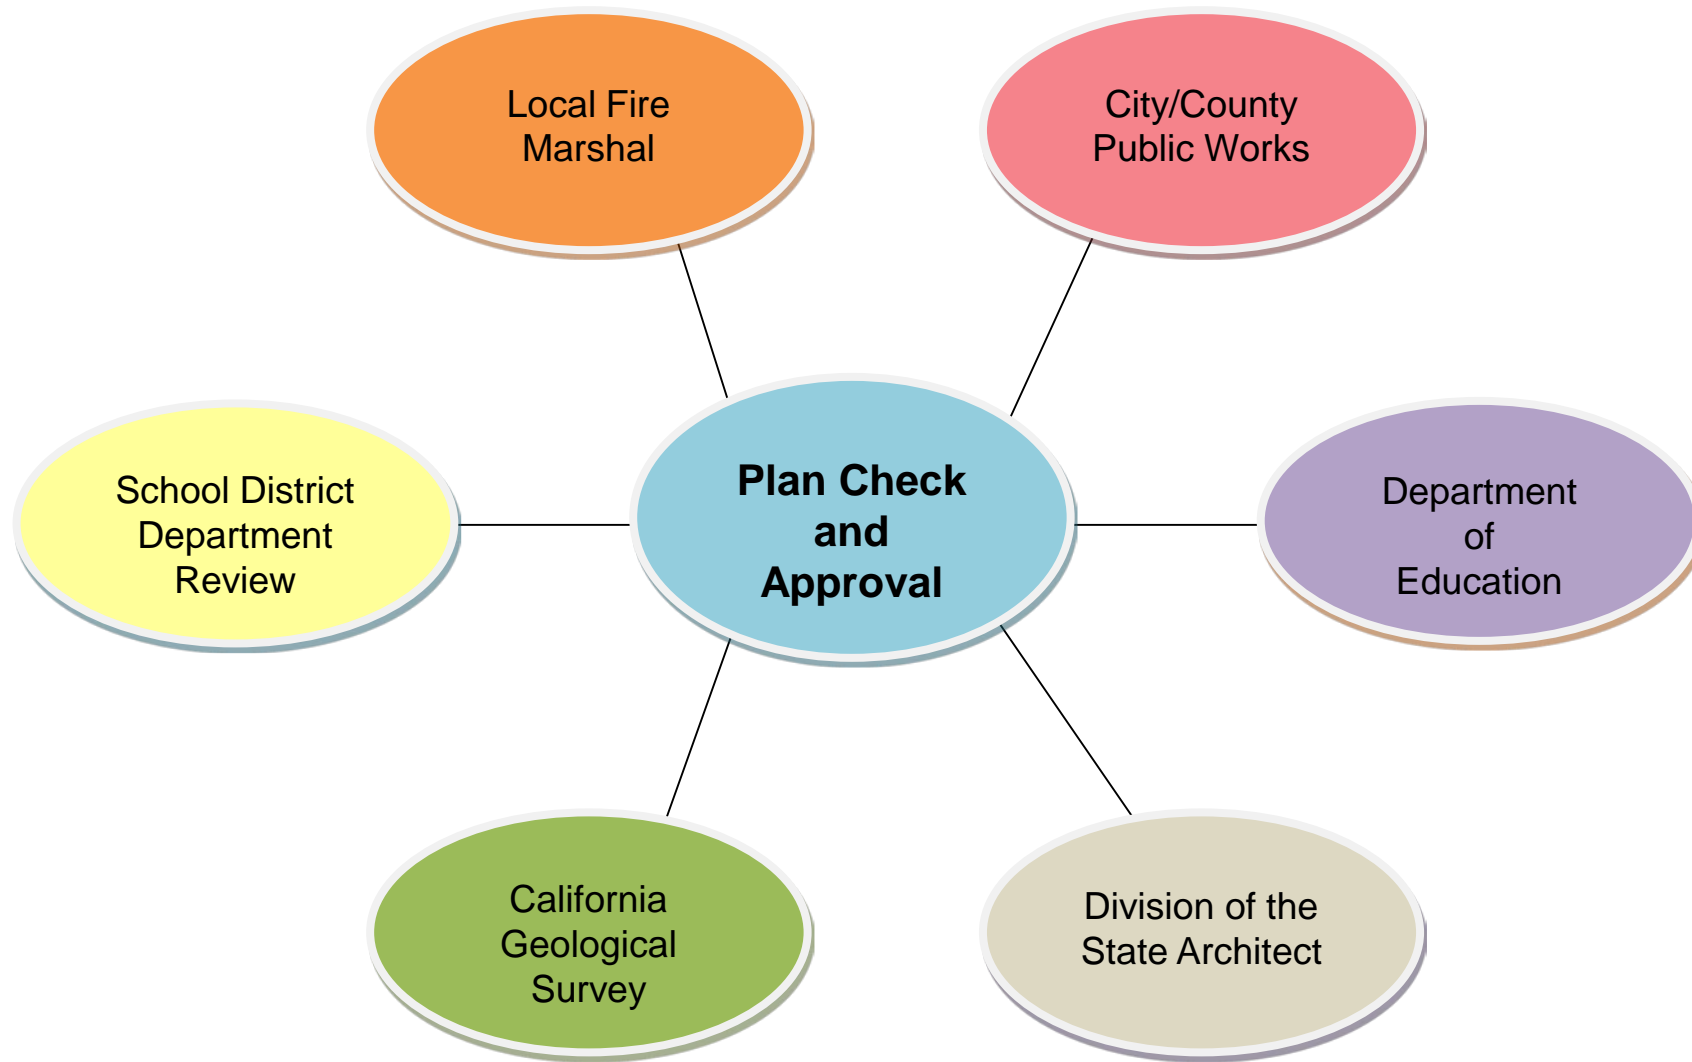 Local Fire
Marshal
City/County
Public Works
School District
Department
Review
Plan Check
and
Approval
Department
of
Education
California
Geological
Survey
Division of the
State Architect